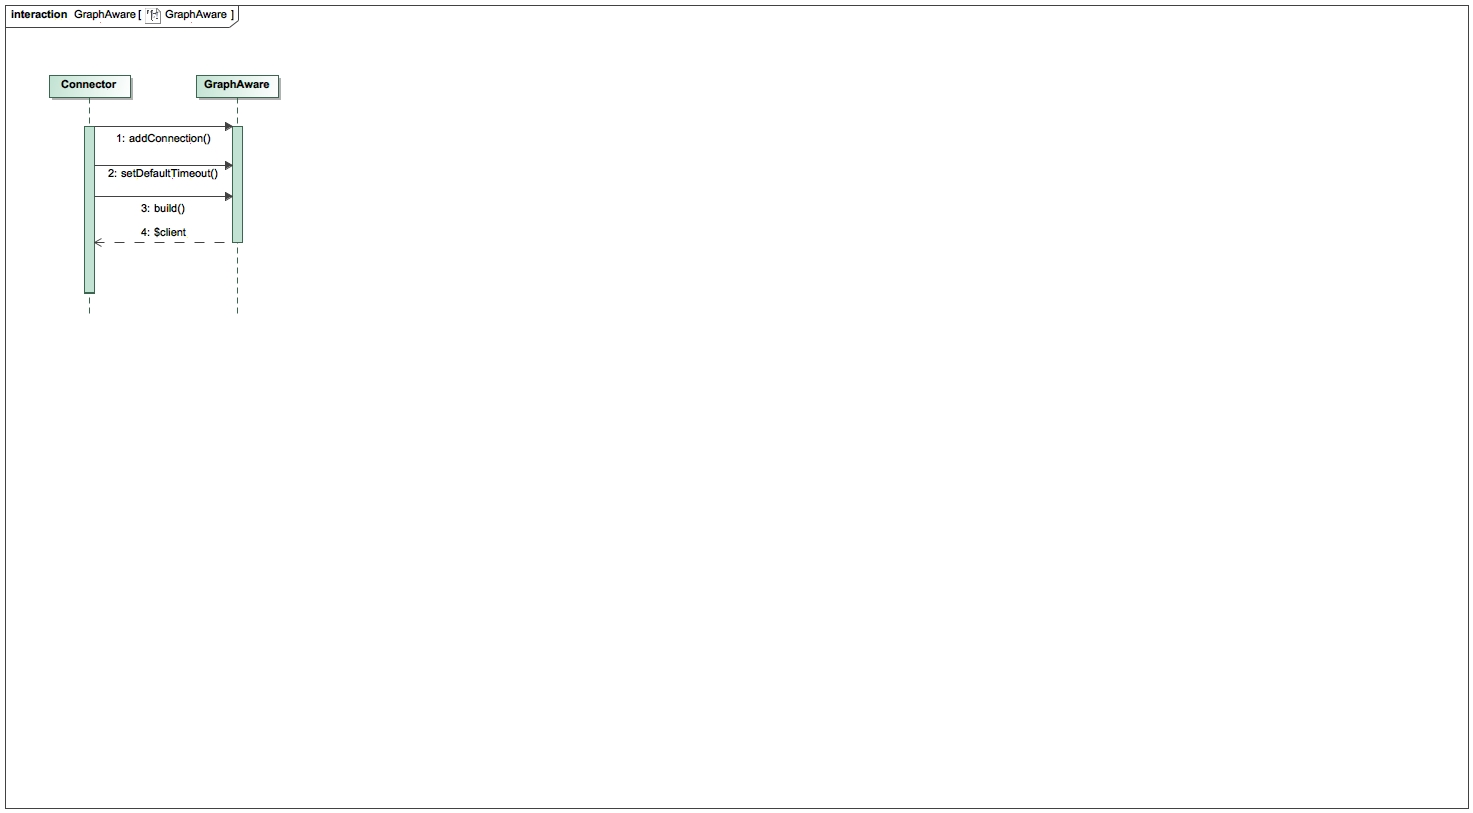 interaction GraphAware [ GraphAware ]
Connector
GraphAware
1: addConnection()
2: setDefaultTimeout()
3: build()
4: $client